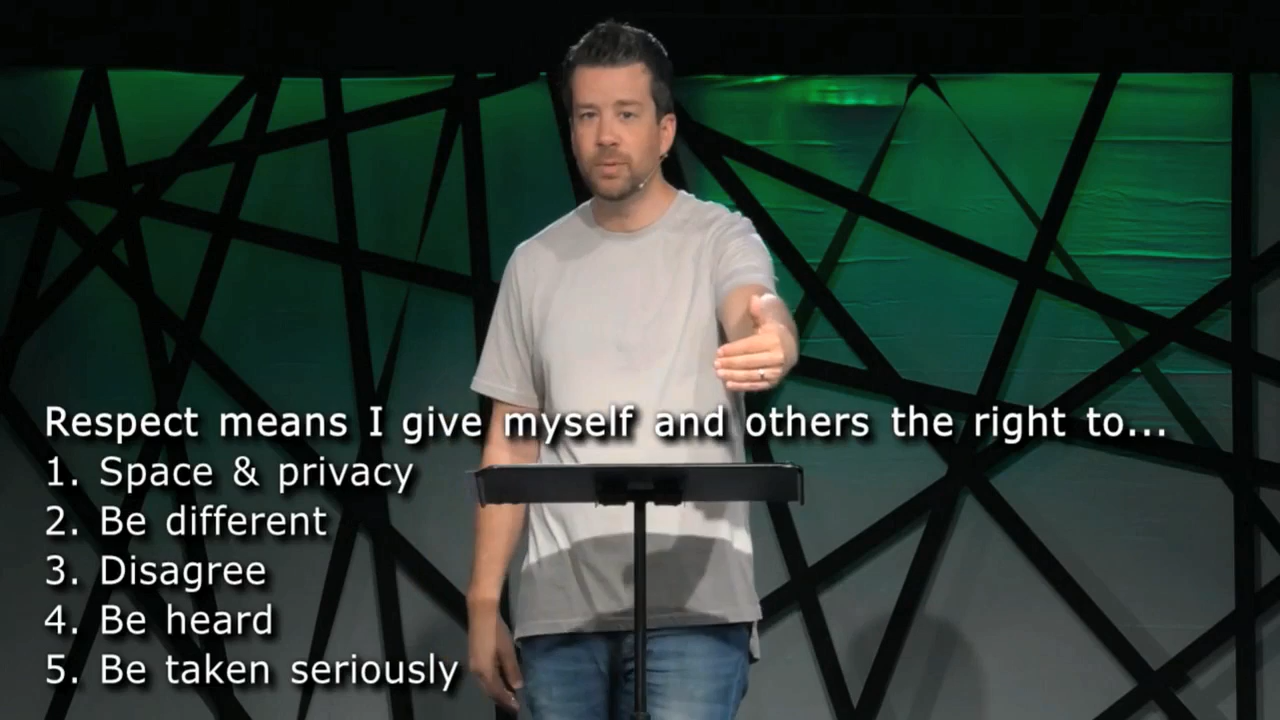 Respect means I give myself and others the right to...
1. Space & privacy
2. Be different
3. Disagree
4. Be heard
5. Be taken seriously